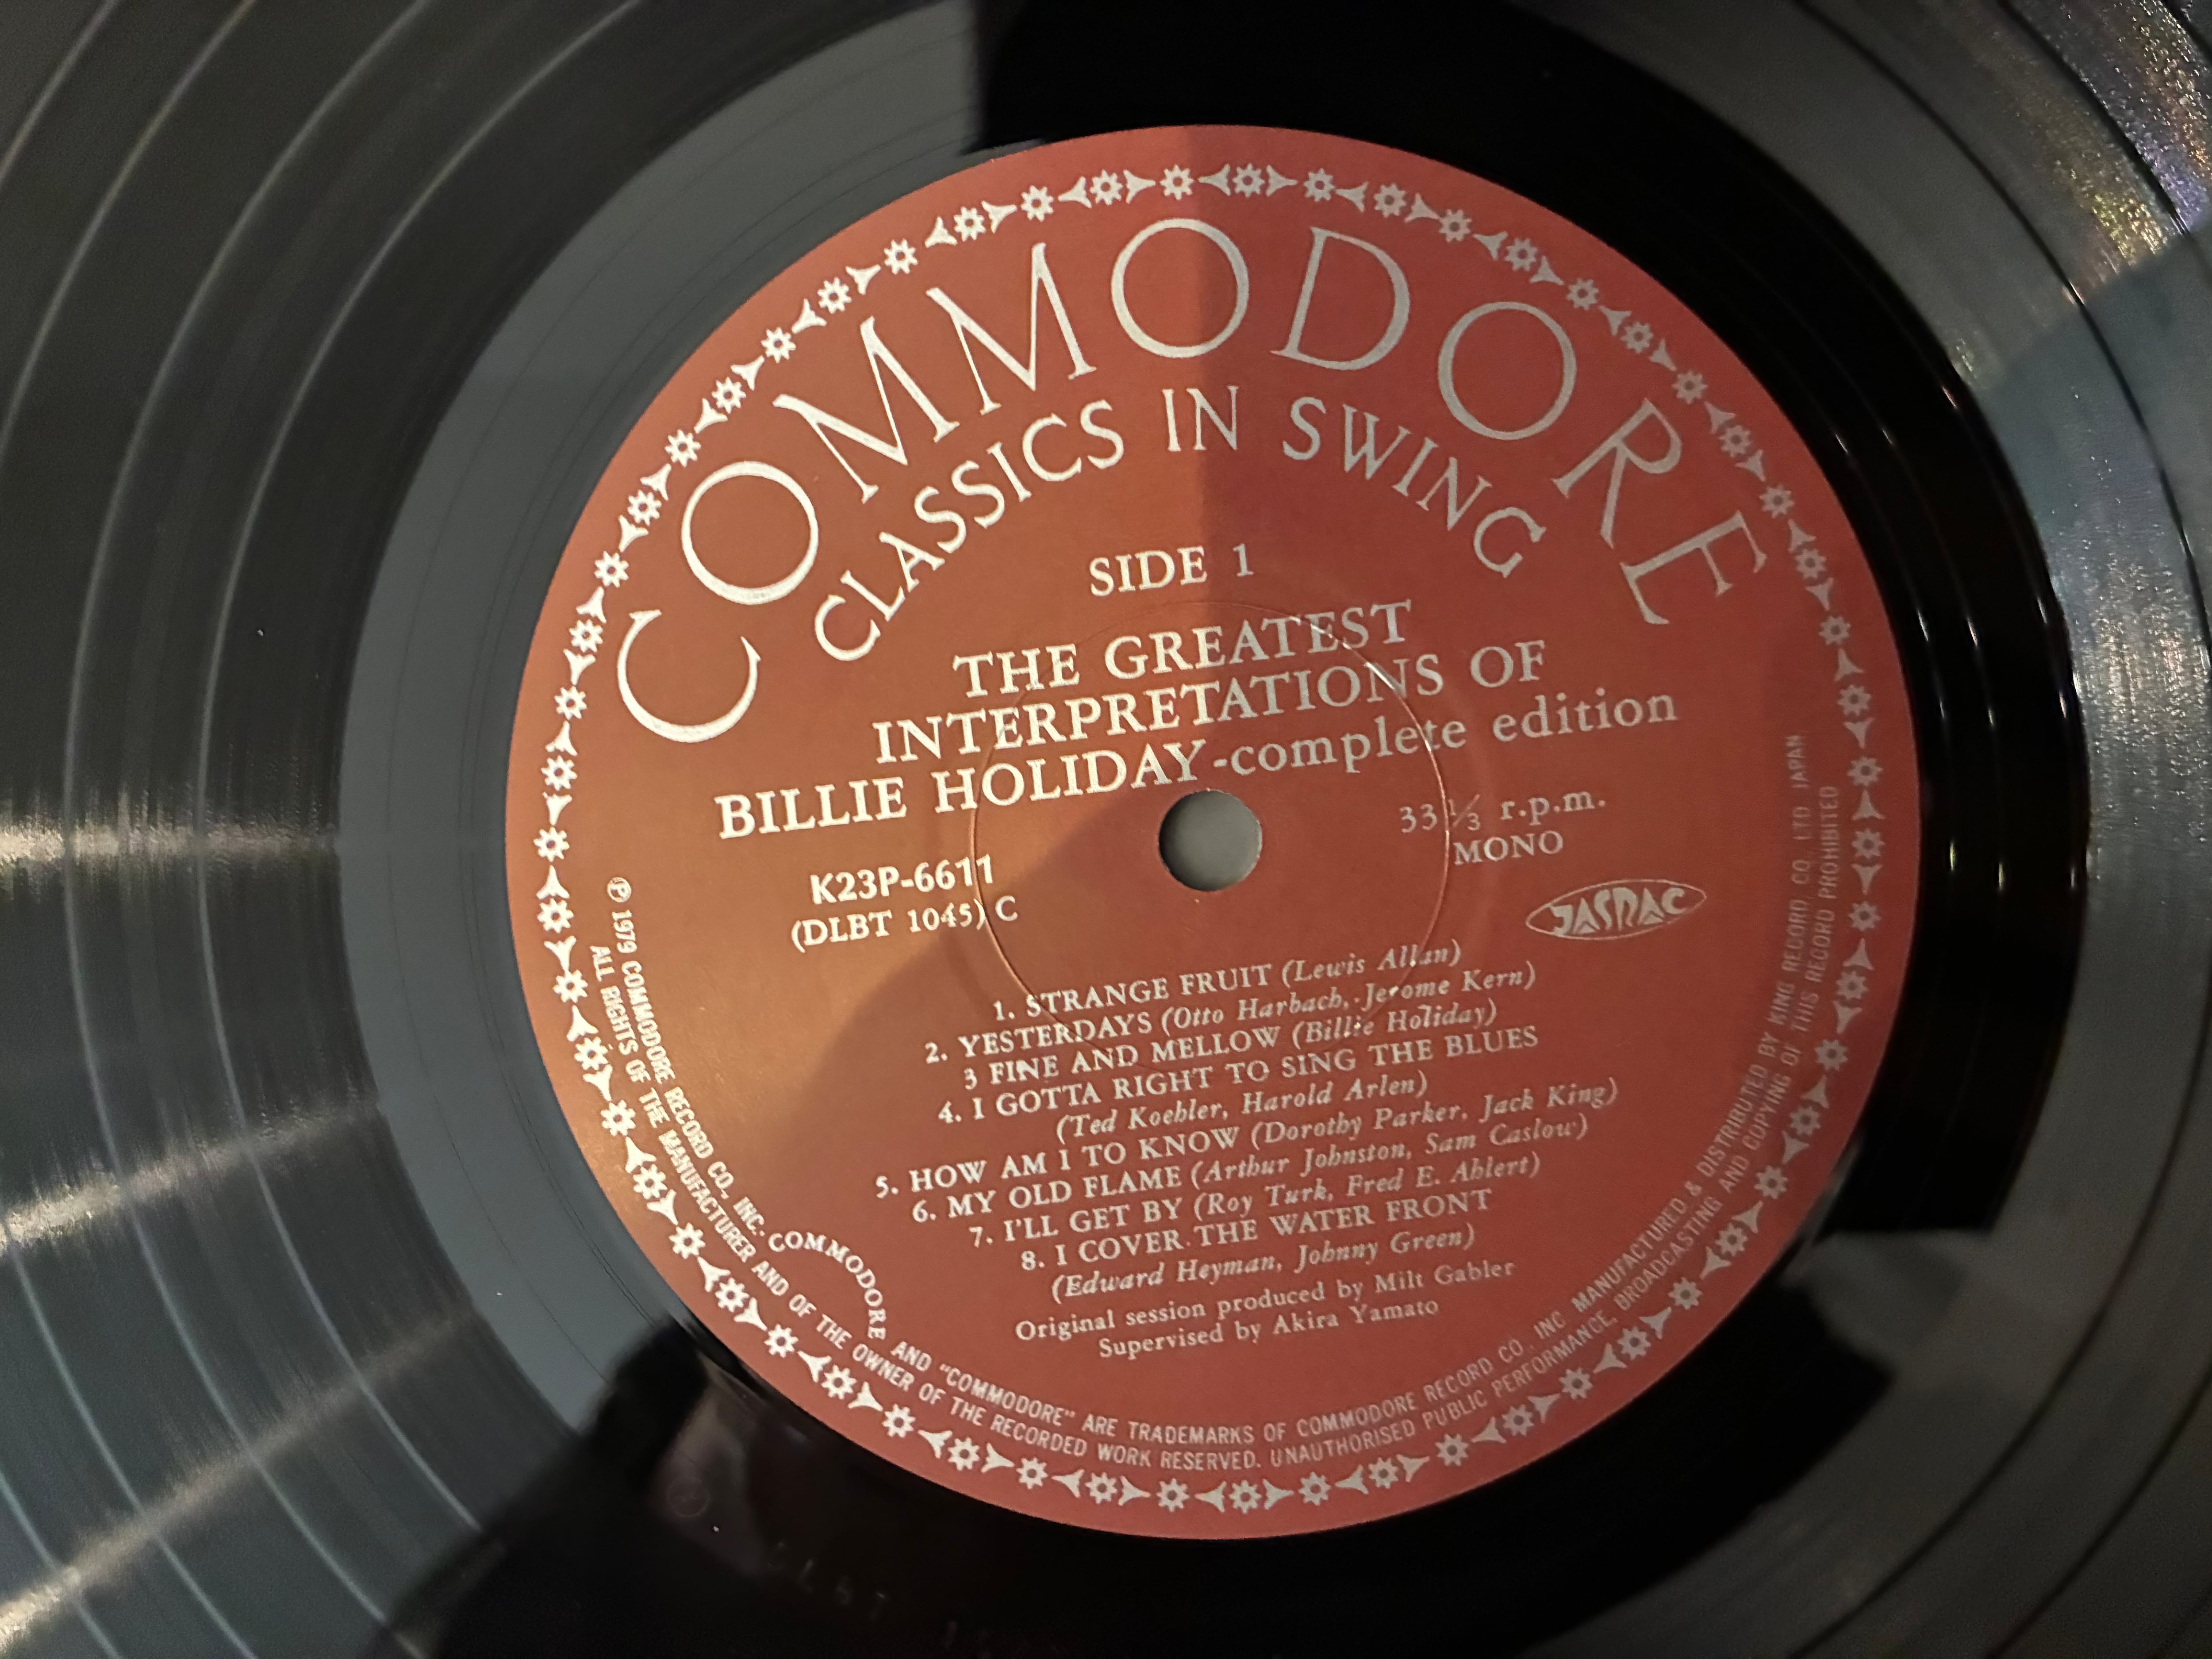 COMMODORE
CLASSICS IN SWING
SIDE 1
THE GREATEST
INTERPRETATIONS OF
BILLIE HOLIDAY-complete edition
33 1/3 r.p.m.
MONO
K23P-6611
(DLBT 1045) C
JASRAC
1. STRANGE FRUIT (Lewis Allan)
2. YESTERDAYS (Otto Harbach, Jerome Kern)
3 FINE AND MELLOW (Billie Holiday)
4. I GOTTA RIGHT TO SING THE BLUES
(Ted Koehler, Harold Arlen)
5. HOW AM I TO KNOW (Dorothy Parker, Jack King)
6. MY OLD FLAME (Arthur Johnston, Sam Caslow)
7. I'LL GET BY (Roy Turk, Fred E. Ahlert)
8. I COVER THE WATER FRONT
(Edward Heyman, Johnny Green)
Original session produced by Milt Gabler
Supervised by Akira Yamato
℗ 1979 COMMODORE RECORD CO., INC. COMMODORE AND "COMMODORE" ARE TRADEMARKS OF COMMODORE RECORD CO., INC. MANUFACTURED & DISTRIBUTED BY KING RECORD CO. LTD JAPAN
ALL RIGHTS OF THE MANUFACTURER AND OF THE OWNER OF THE RECORDED WORK RESERVED. UNAUTHORISED PUBLIC PERFORMANCE, BROADCASTING AND COPYING OF THIS RECORD PROHIBITED